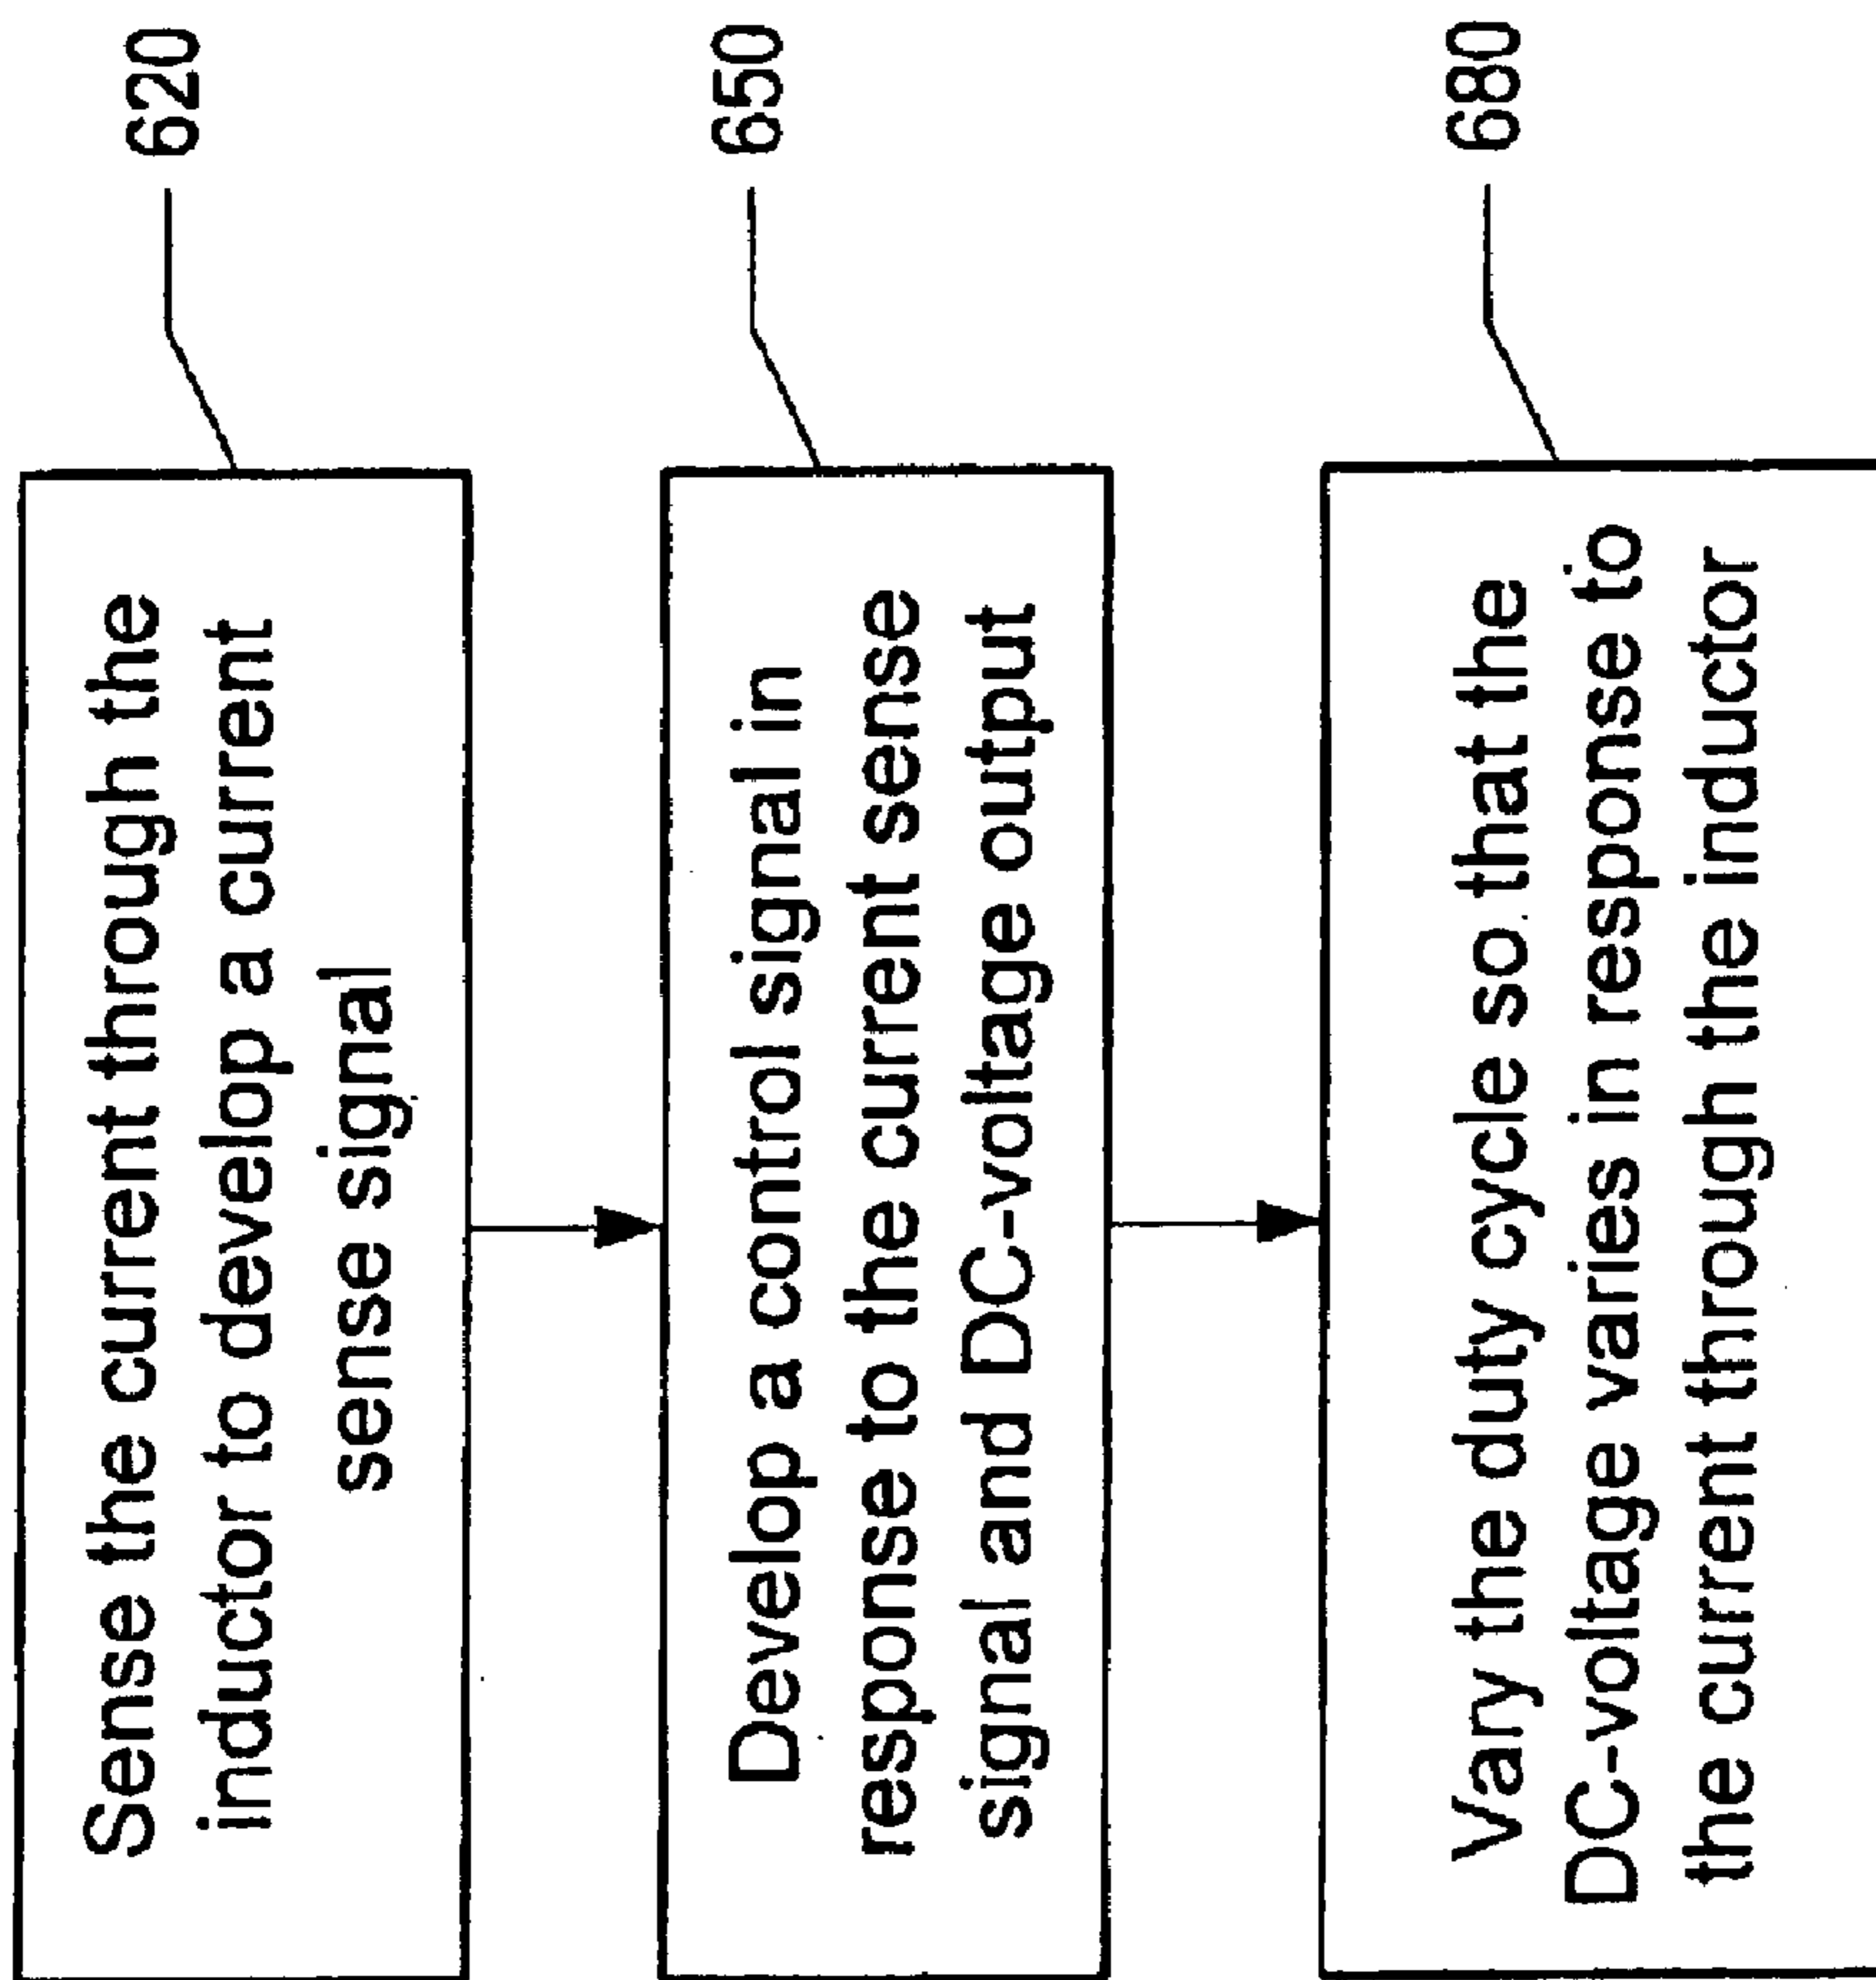 Sense the current through the
inductor to develop a current
sense signal
620
Develop a control signal in
response to the current sense
signal and DC-voltage output
650
Vary the duty cycle so that the
DC-voltage varies in response to
the current through the inductor
680